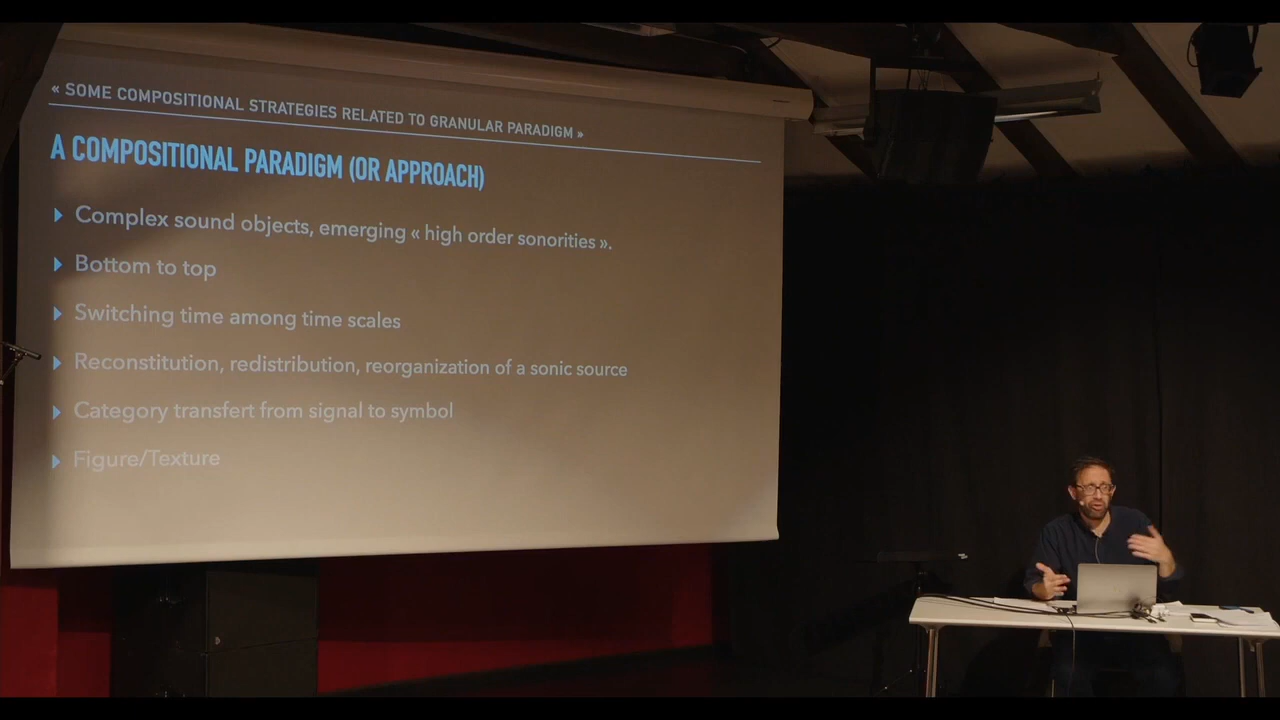 « SOME COMPOSITIONAL STRATEGIES RELATED TO GRANULAR PARADIGM »
A COMPOSITIONAL PARADIGM (OR APPROACH)
Complex sound objects, emerging « high order sonorities ».
Bottom to top
Switching time among time scales
Reconstitution, redistribution, reorganization of a sonic source
Category transfert from signal to symbol
Figure/Texture